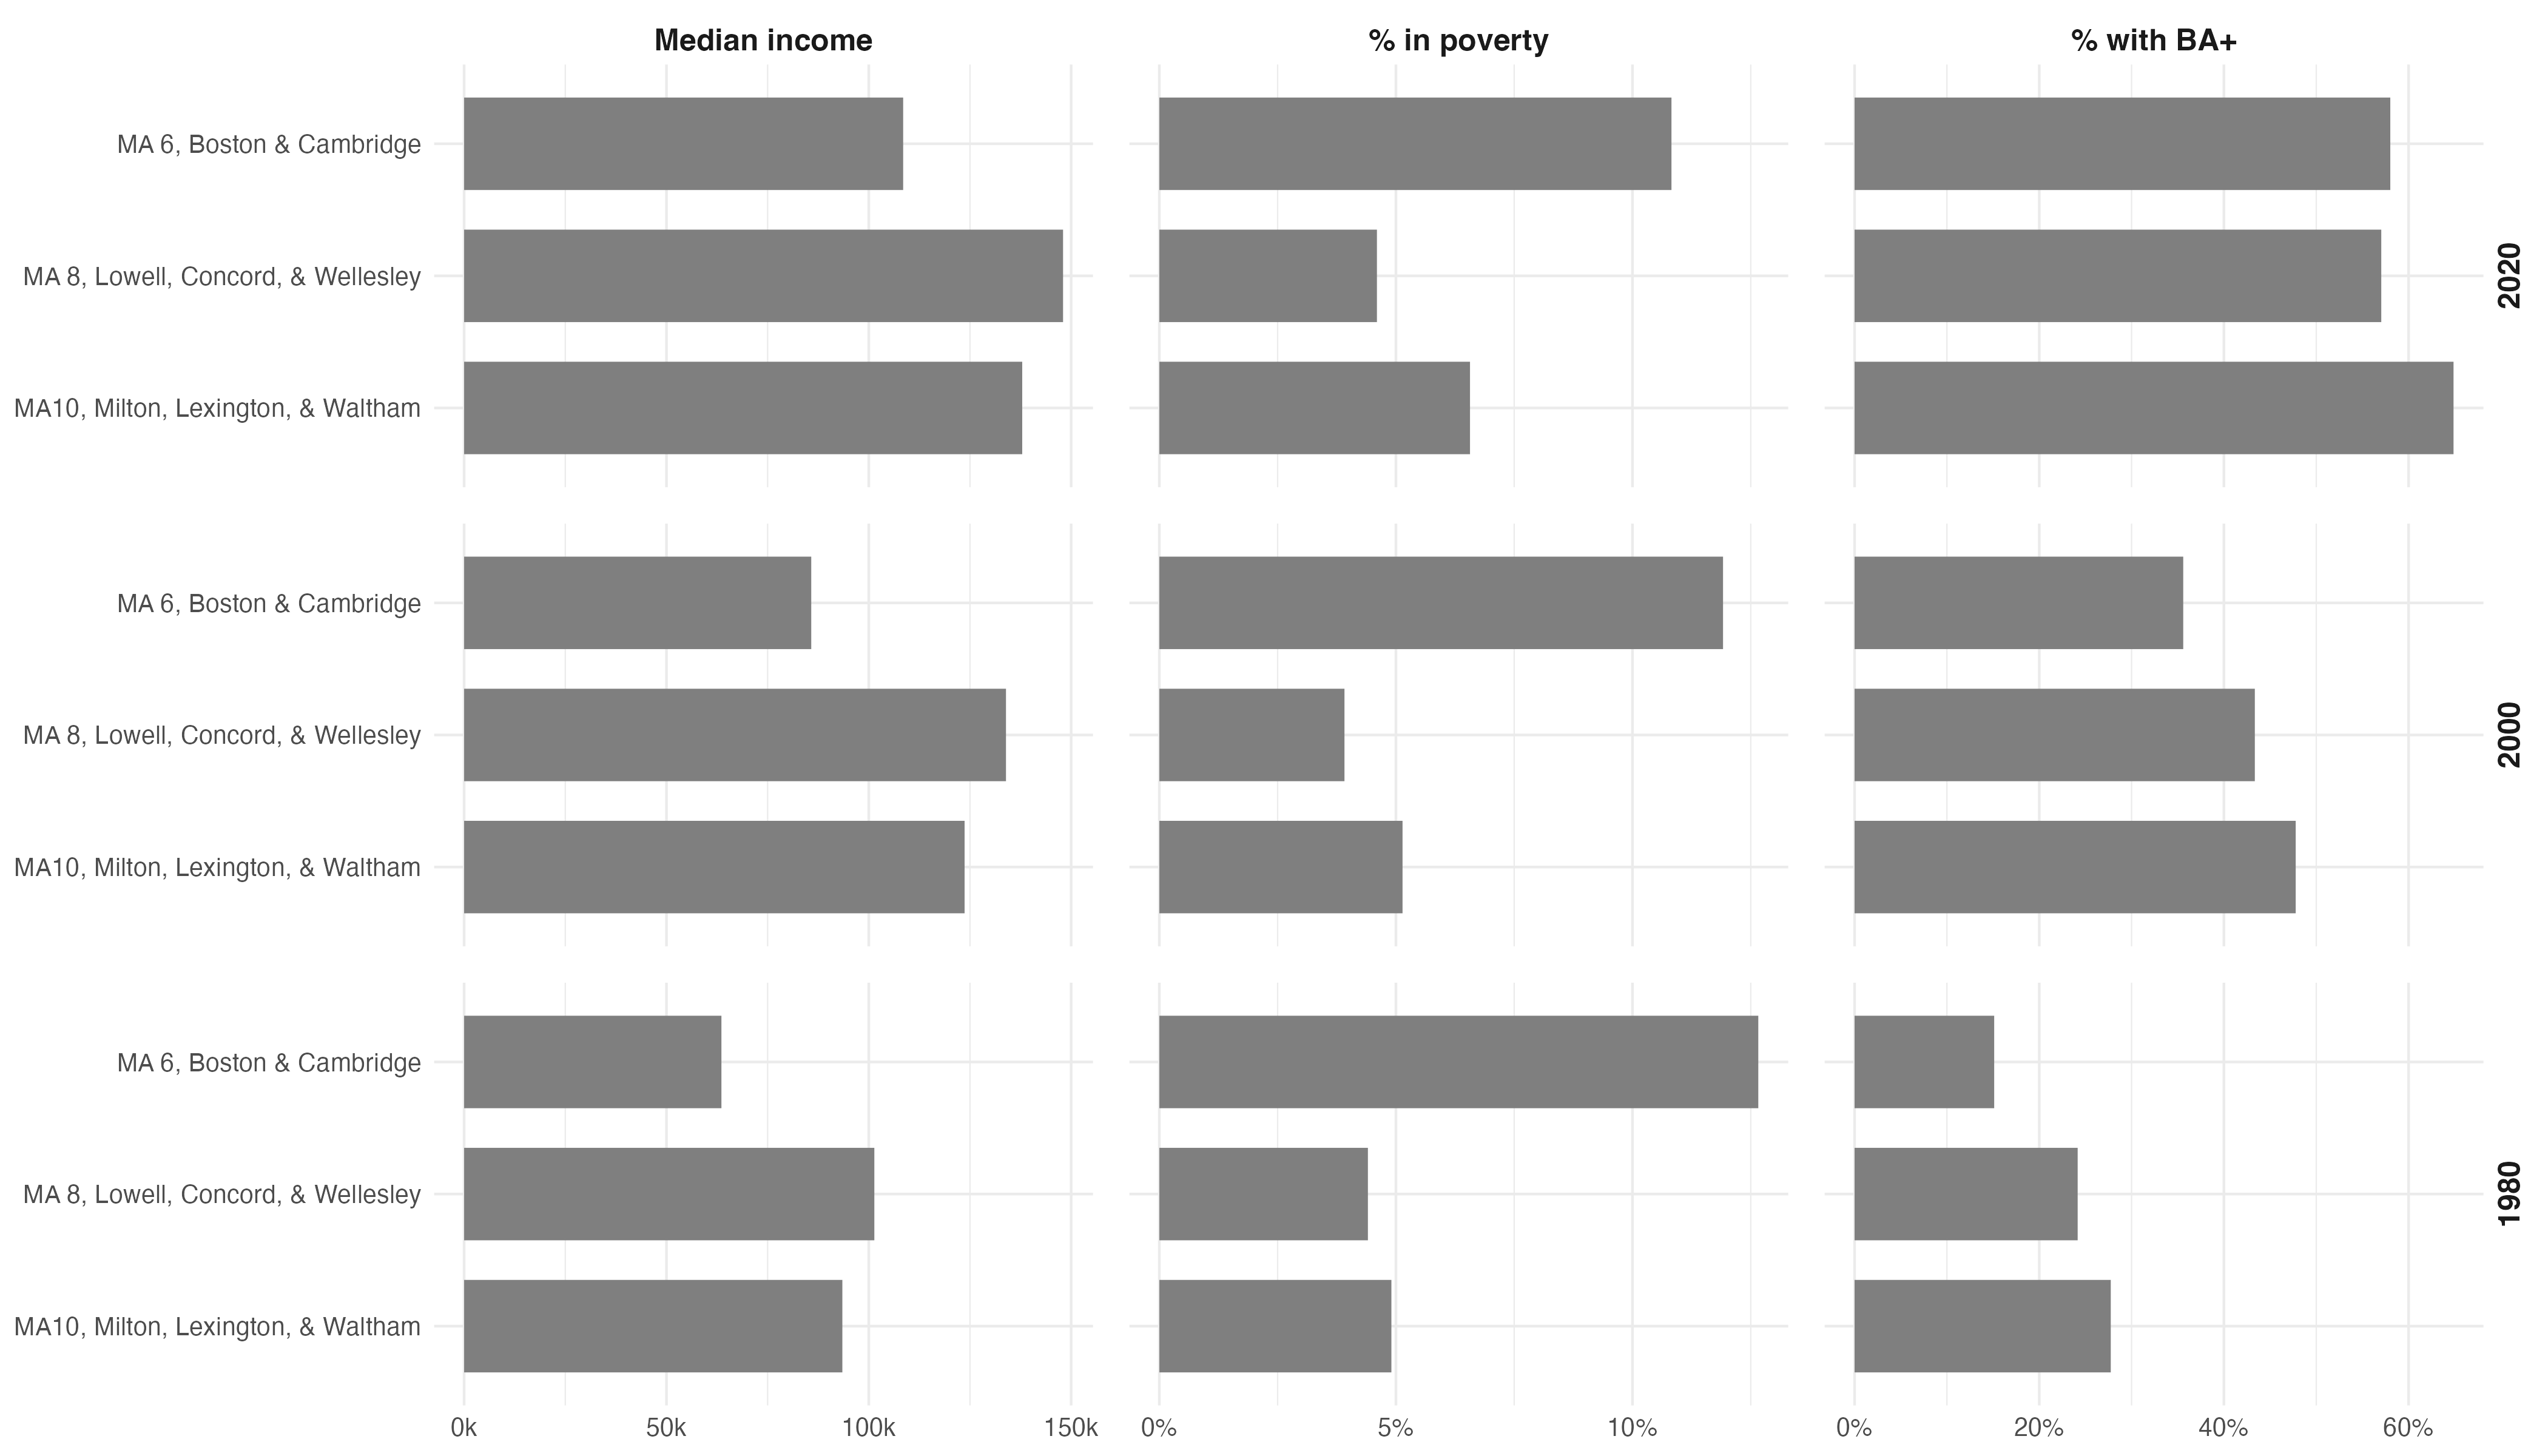 Median income
% in poverty
% with BA+
MA 6, Boston & Cambridge
MA 8, Lowell, Concord, & Wellesley
MA10, Milton, Lexington, & Waltham
2020
MA 6, Boston & Cambridge
MA 8, Lowell, Concord, & Wellesley
MA10, Milton, Lexington, & Waltham
2000
MA 6, Boston & Cambridge
MA 8, Lowell, Concord, & Wellesley
MA10, Milton, Lexington, & Waltham
1980
0k 50k 100k 150k
0% 5% 10%
0% 20% 40% 60%